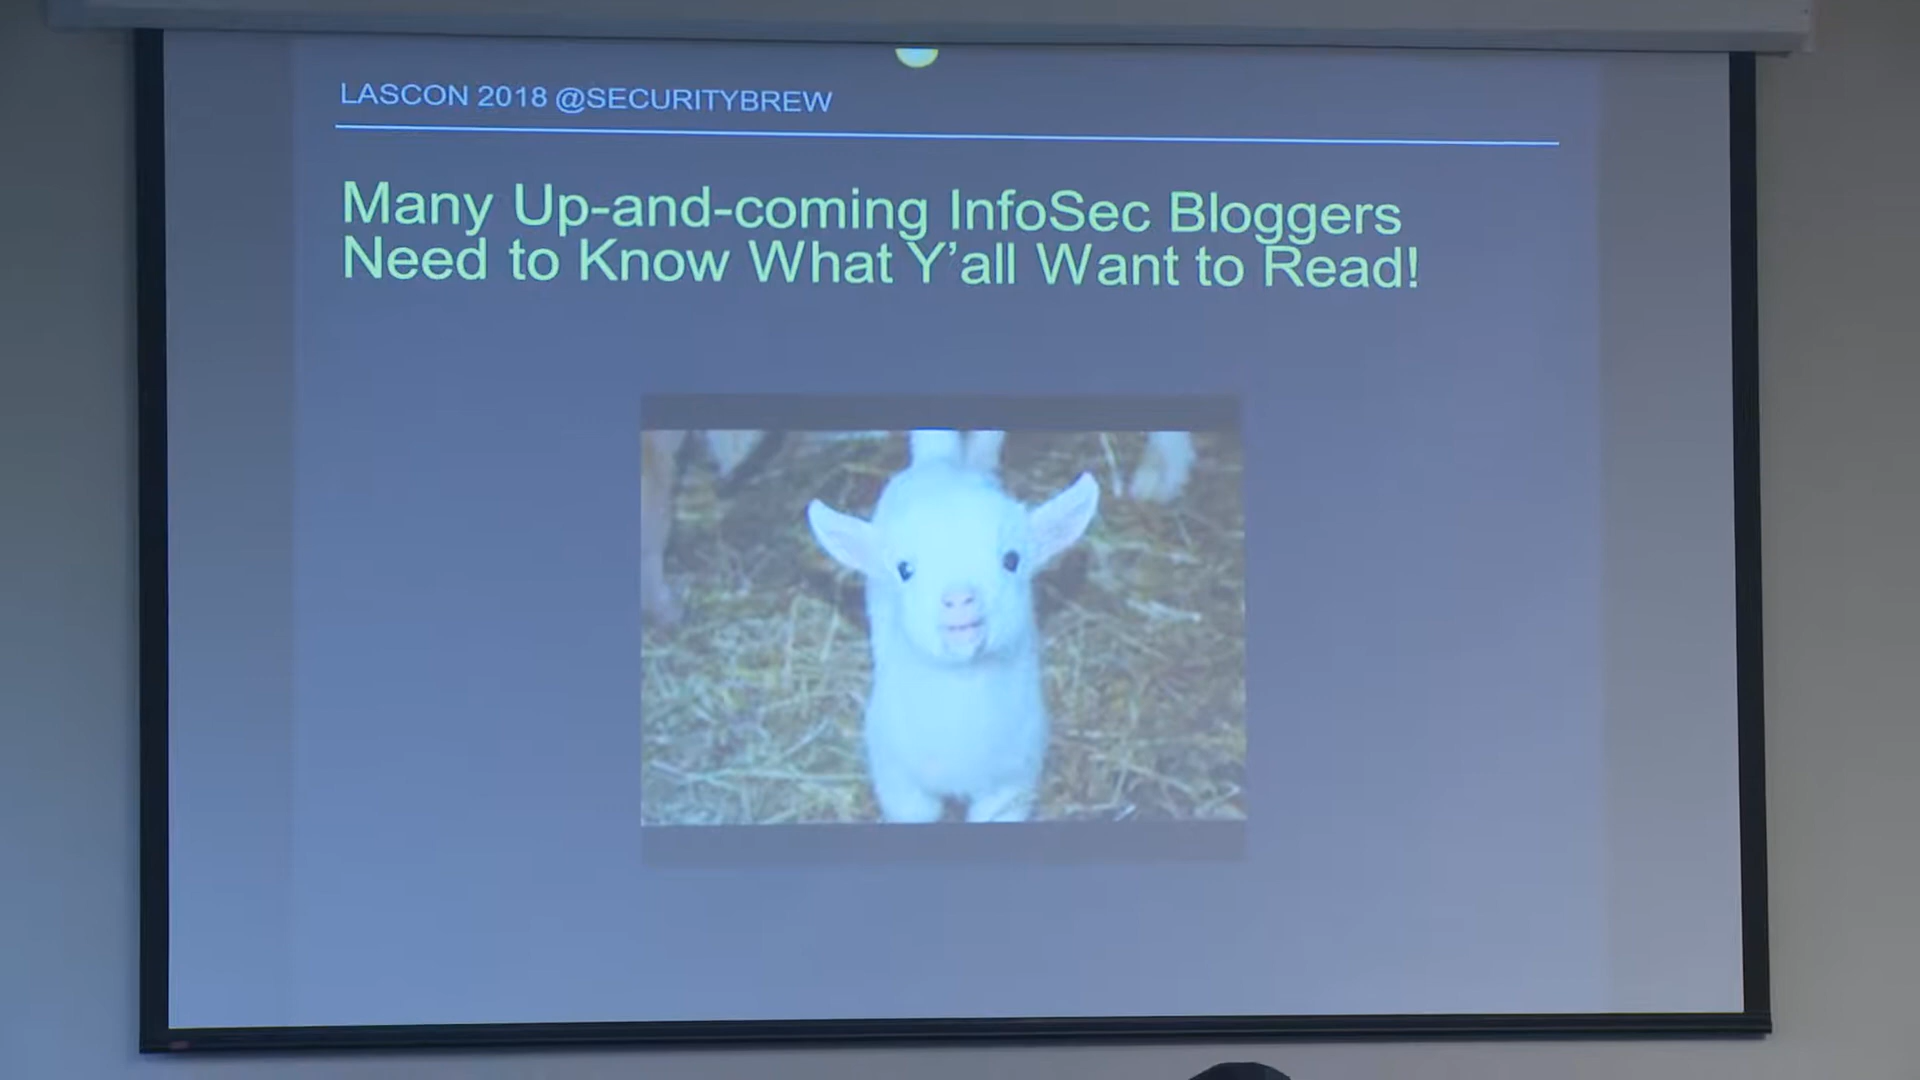 LASCON 2018 @SECURITYBREW
Many Up-and-coming InfoSec Bloggers
Need to Know What Y'all Want to Read!